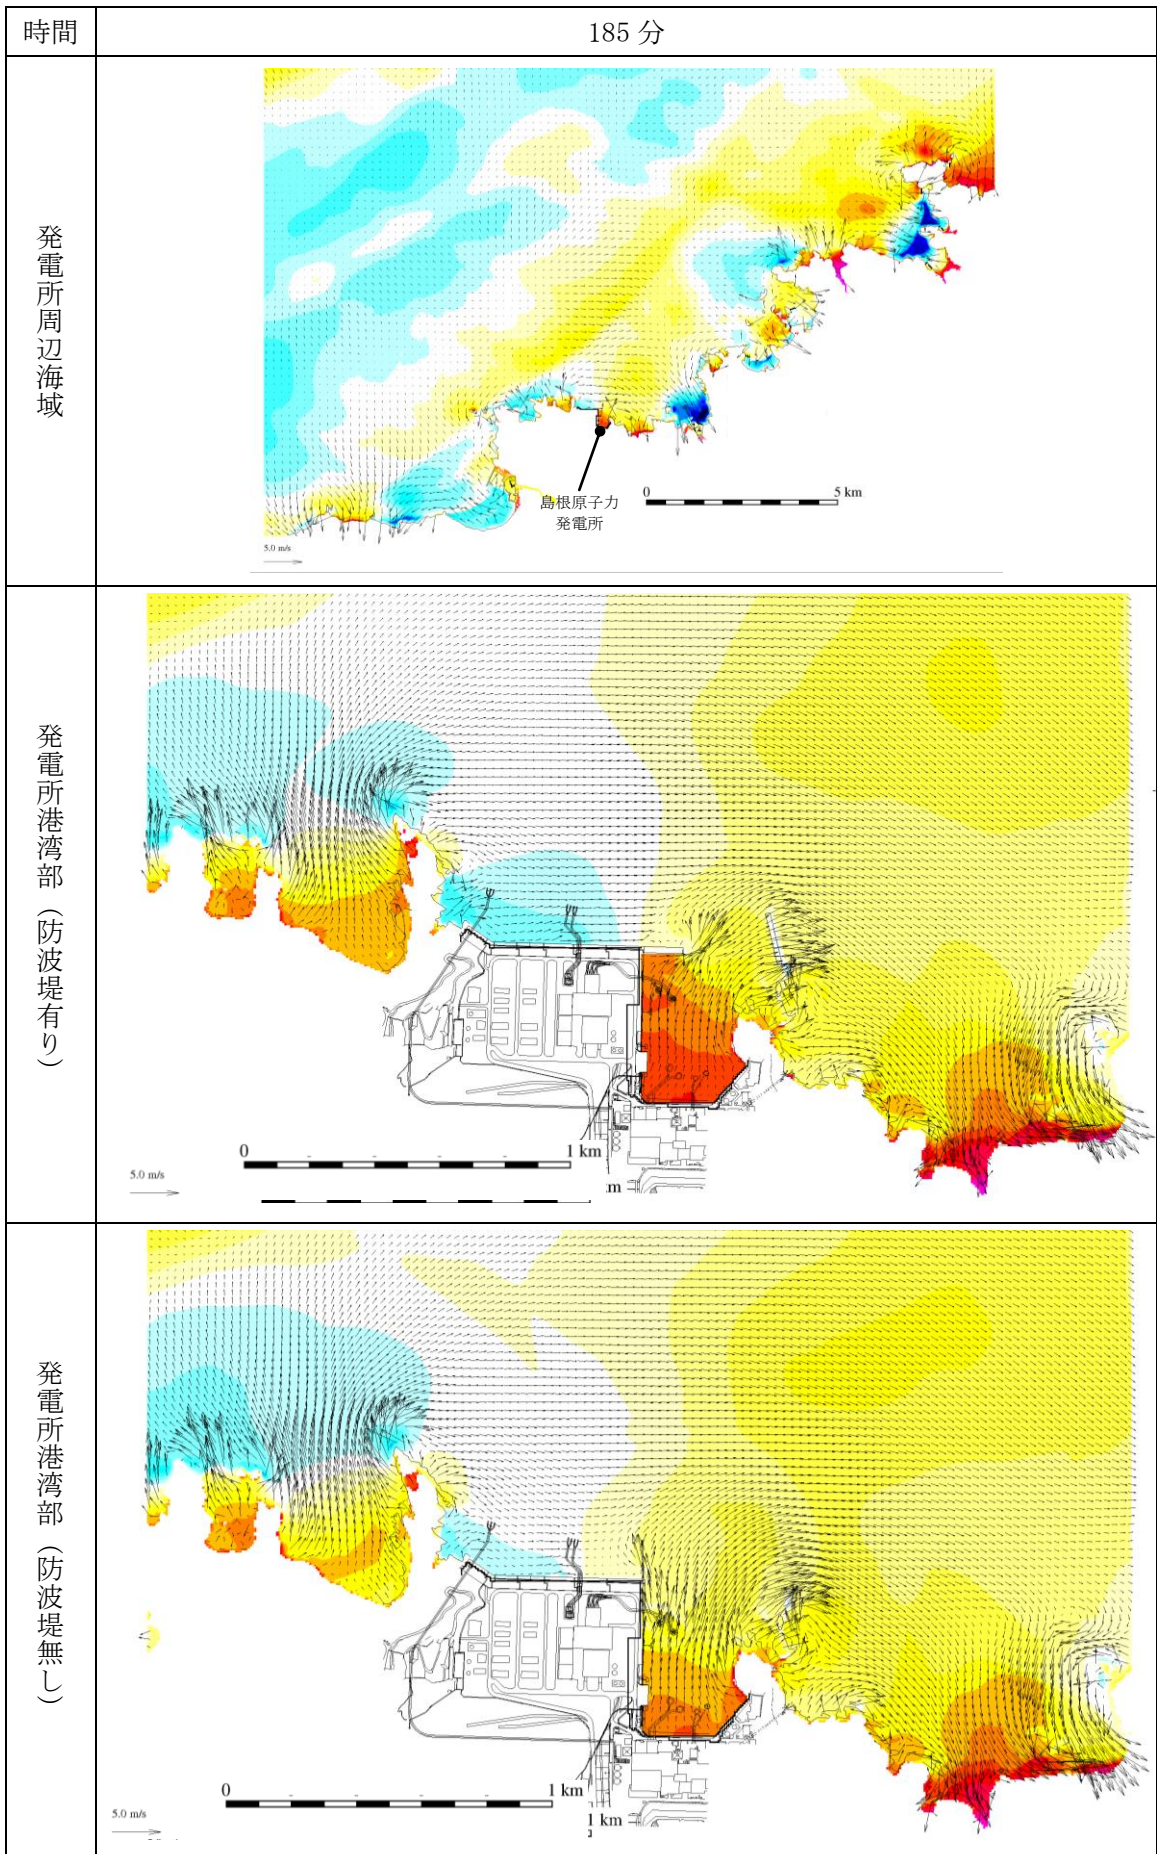 時間
185 分
発電所周辺海域
島根原子力
発電所
0
5 km
5.0 m/s
発電所港湾部（防波堤有り）
0
1 km
5.0 m/s
発電所港湾部（防波堤無し）
0
1 km
5.0 m/s
1 km